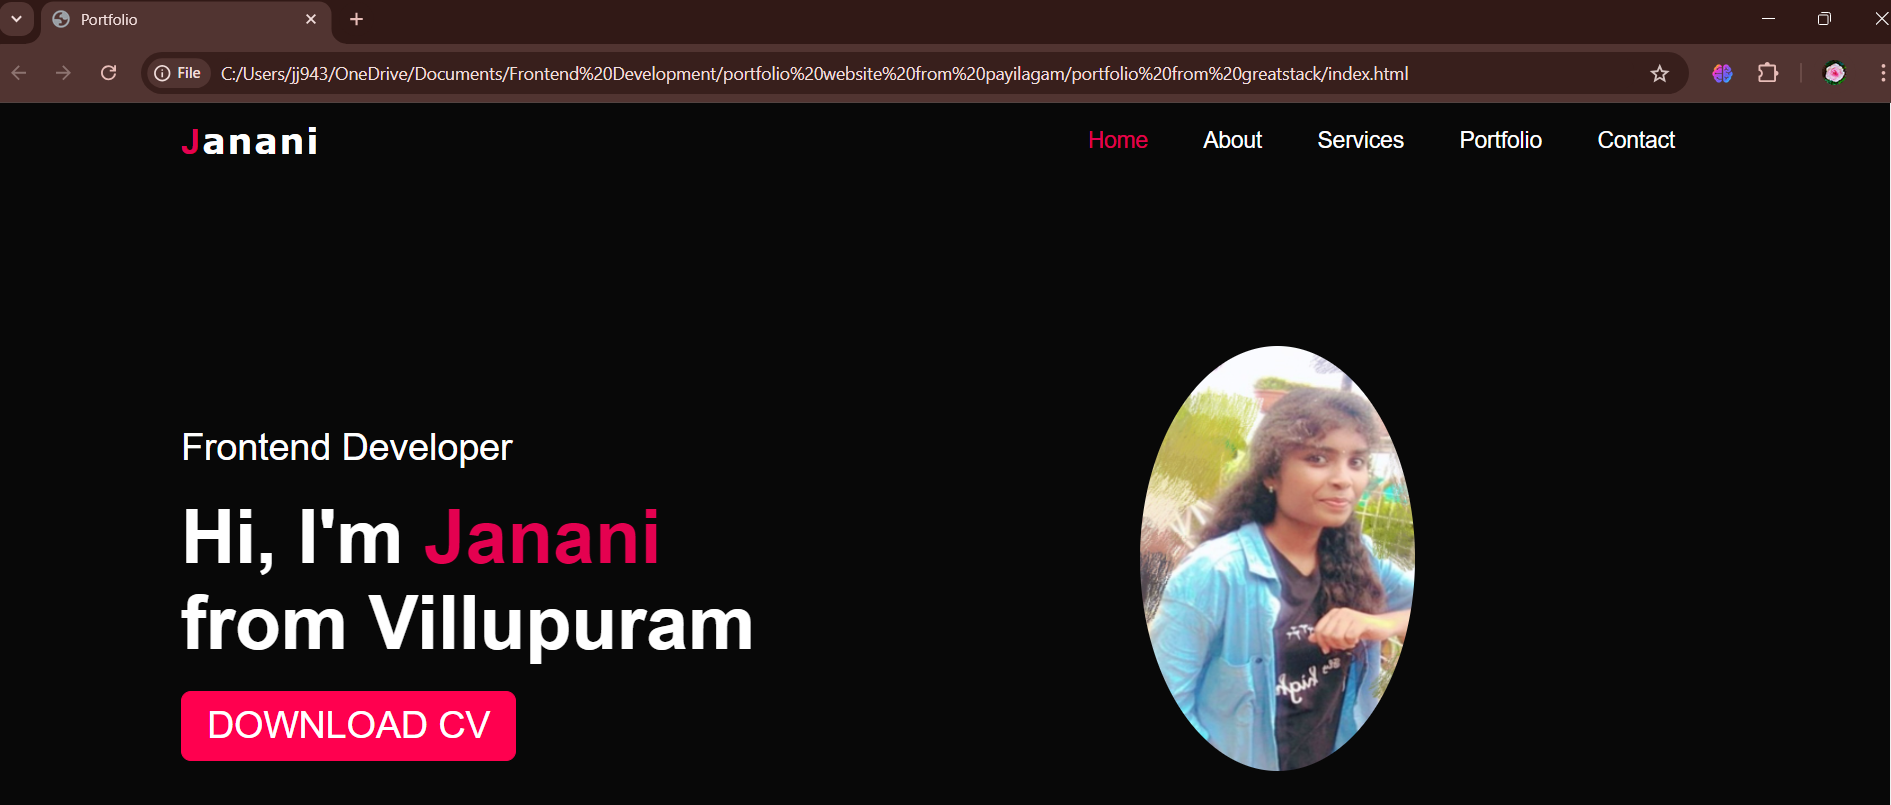 Portfolio
File
C:/Users/jj943/OneDrive/Documents/Frontend%20Development/portfolio%20website%20from%20payilagam/portfolio%20from%20greatstack/index.html
Janani
Home About Services Portfolio Contact
Frontend Developer
Hi, I'm Janani
from Villupuram
DOWNLOAD CV